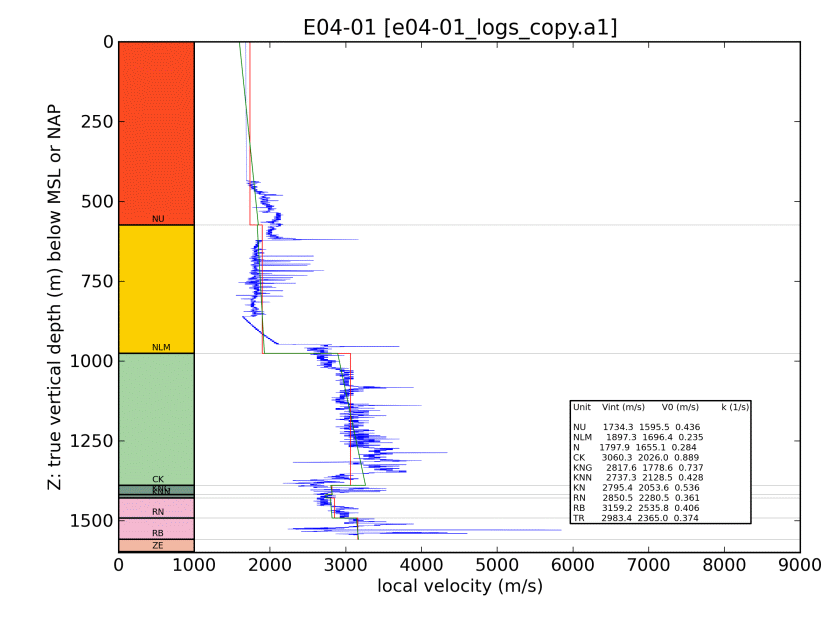 E04-01 [e04-01_logs_copy.a1]
Z: true vertical depth (m) below MSL or NAP
0
250
500
750
1000
1250
1500
NU
NLM
CK
KNN
RN
RB
ZE
Unit Vint (m/s) V0 (m/s) k (1/s)
NU 1734.3 1595.5 0.436
NLM 1897.3 1696.4 0.235
N 1797.9 1655.1 0.284
CK 3060.3 2026.0 0.889
KNG 2817.6 1778.6 0.737
KNN 2737.3 2128.5 0.428
KN 2795.4 2053.6 0.536
RN 2850.5 2280.5 0.361
RB 3159.2 2535.8 0.406
TR 2983.4 2365.0 0.374
0 1000 2000 3000 4000 5000 6000 7000 8000 9000
local velocity (m/s)